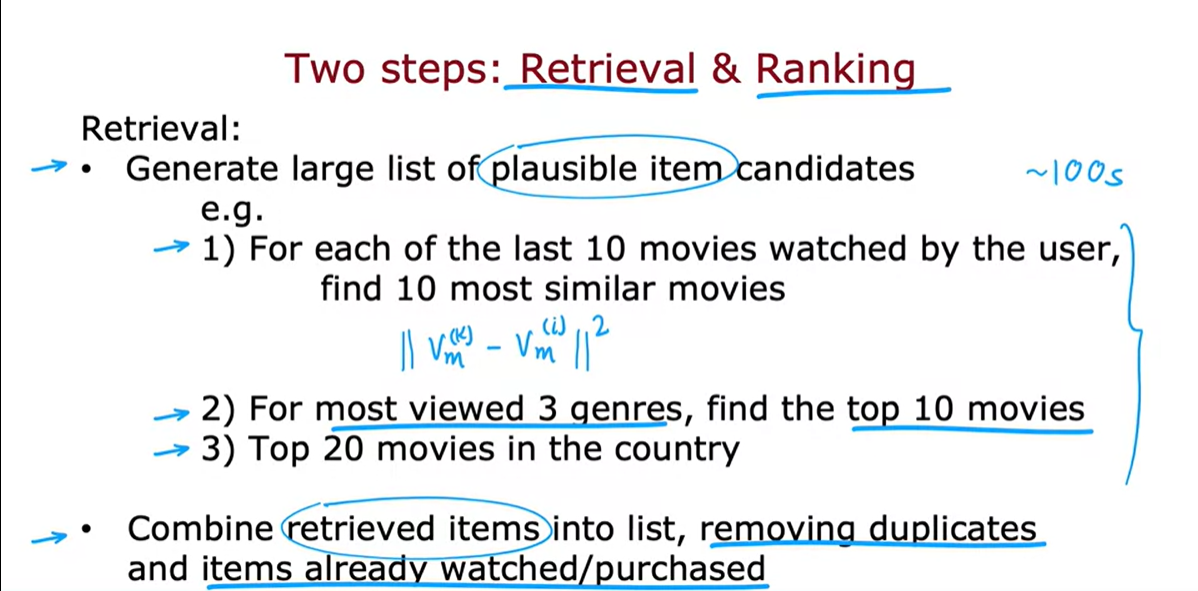 Two steps: Retrieval & Ranking
Retrieval:
→ • Generate large list of plausible item candidates ~100s
e.g.
→ 1) For each of the last 10 movies watched by the user,
find 10 most similar movies
|| Vm^(k) - Vm^(i) ||^2
→ 2) For most viewed 3 genres, find the top 10 movies
→ 3) Top 20 movies in the country
→ • Combine retrieved items into list, removing duplicates
and items already watched/purchased